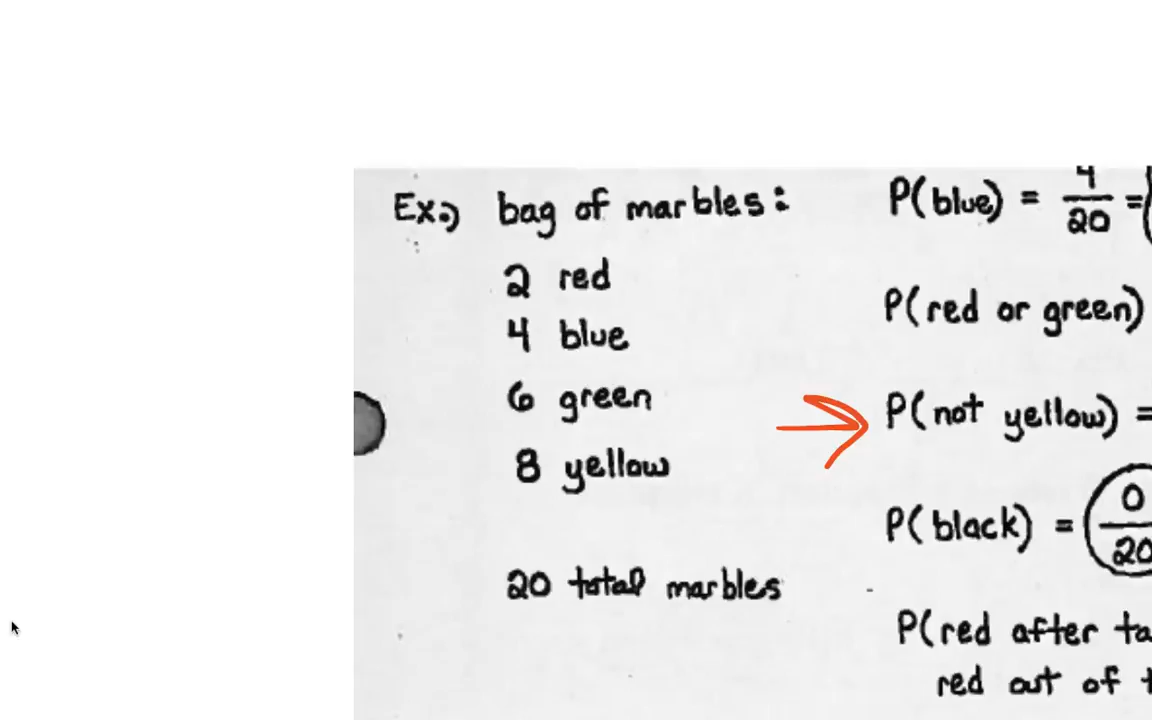 Ex.) bag of marbles:
2 red
4 blue
6 green
8 yellow
20 total marbles
P(blue) = 4/20 =
P(red or green)
P(not yellow) =
P(black) = 0/20
P(red after
red out of